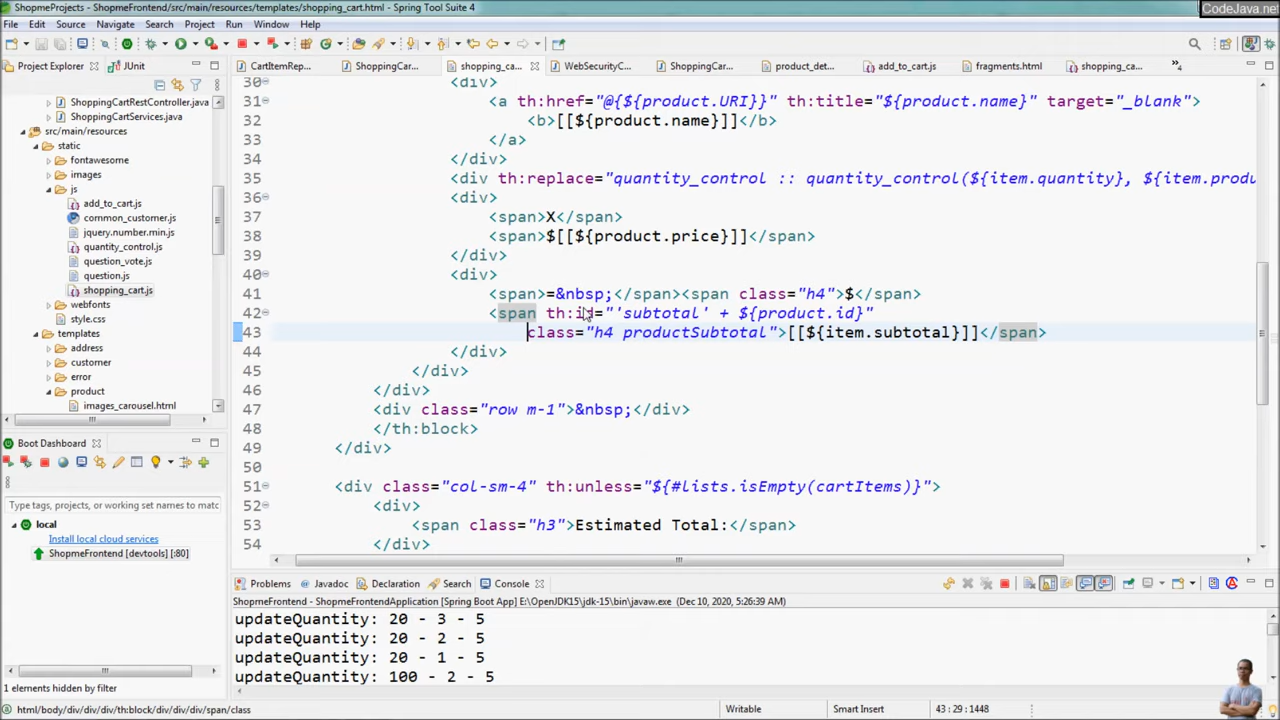 ShopmeProjects - ShopmeFrontend/src/main/resources/templates/shopping_cart.html - Spring Tool Suite 4
CodeJava.net
File Edit Source Navigate Search Project Run Window Help
Project Explorer JUnit
CartItemRep... ShoppingCar... shopping_ca... WebSecurityC... ShoppingCar... product_det... add_to_cart.js fragments.html shopping_ca... 4
ShoppingCartRestController.java
ShoppingCartServices.java
src/main/resources
static
fontawesome
images
js
add_to_cart.js
common_customer.js
jquery.number.min.js
quantity_control.js
question_vote.js
question.js
shopping_cart.js
webfonts
style.css
templates
address
customer
error
product
images_carousel.html
30 <div>
31 <a th:href="@{${product.URI}}" th:title="${product.name}" target="_blank">
32 <b>[[${product.name}]]</b>
33 </a>
34 </div>
35 <div th:replace="quantity_control :: quantity_control(${item.quantity}, ${item.produ
36 <div>
37 <span>X</span>
38 <span>$[[${product.price}]]</span>
39 </div>
40 <div>
41 <span>=&nbsp;</span><span class="h4">$</span>
42 <span th:id="'subtotal' + ${product.id}"
43 class="h4 productSubtotal">[[${item.subtotal}]]</span>
44 </div>
45 </div>
46 </div>
47 <div class="row m-1">&nbsp;</div>
48 </th:block>
49 </div>
50
51 <div class="col-sm-4" th:unless="${#lists.isEmpty(cartItems)}">
52 <div>
53 <span class="h3">Estimated Total:</span>
54 </div>
Boot Dashboard
Type tags, projects, or working set names to matc
local
Install local cloud services
ShopmeFrontend [devtools] [:80]
1 elements hidden by filter
Problems Javadoc Declaration Search Console
ShopmeFrontend - ShopmeFrontendApplication [Spring Boot App] E:\OpenJDK15\jdk-15\bin\javaw.exe (Dec 10, 2020, 5:26:39 AM)
updateQuantity: 20 - 3 - 5
updateQuantity: 20 - 2 - 5
updateQuantity: 20 - 1 - 5
updateQuantity: 100 - 2 - 5
html/body/div/div/div/th:block/div/div/div/span/class Writable Smart Insert 43 : 29 : 1448